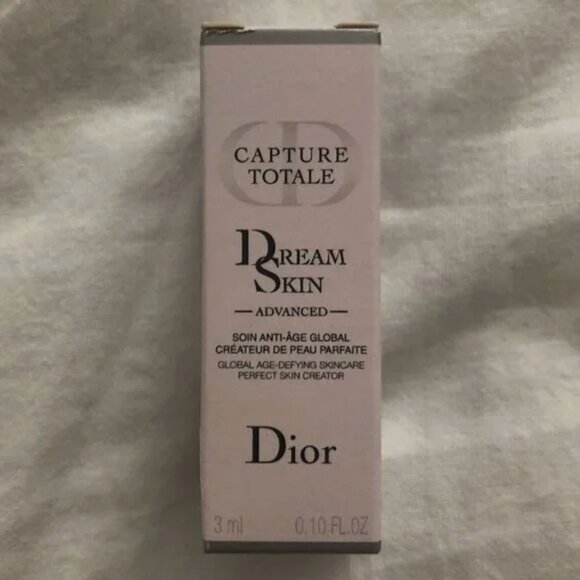 CAPTURE
TOTALE
DREAM
SKIN
ADVANCED
SOIN ANTI-ÂGE GLOBAL
CRÉATEUR DE PEAU PARFAITE
GLOBAL AGE-DEFYING SKINCARE
PERFECT SKIN CREATOR
Dior
3 ml 0.10 FL.OZ